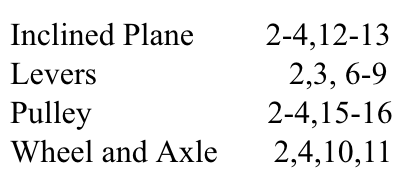 Inclined Plane 2-4,12-13
Levers 2,3, 6-9
Pulley 2-4,15-16
Wheel and Axle 2,4,10,11